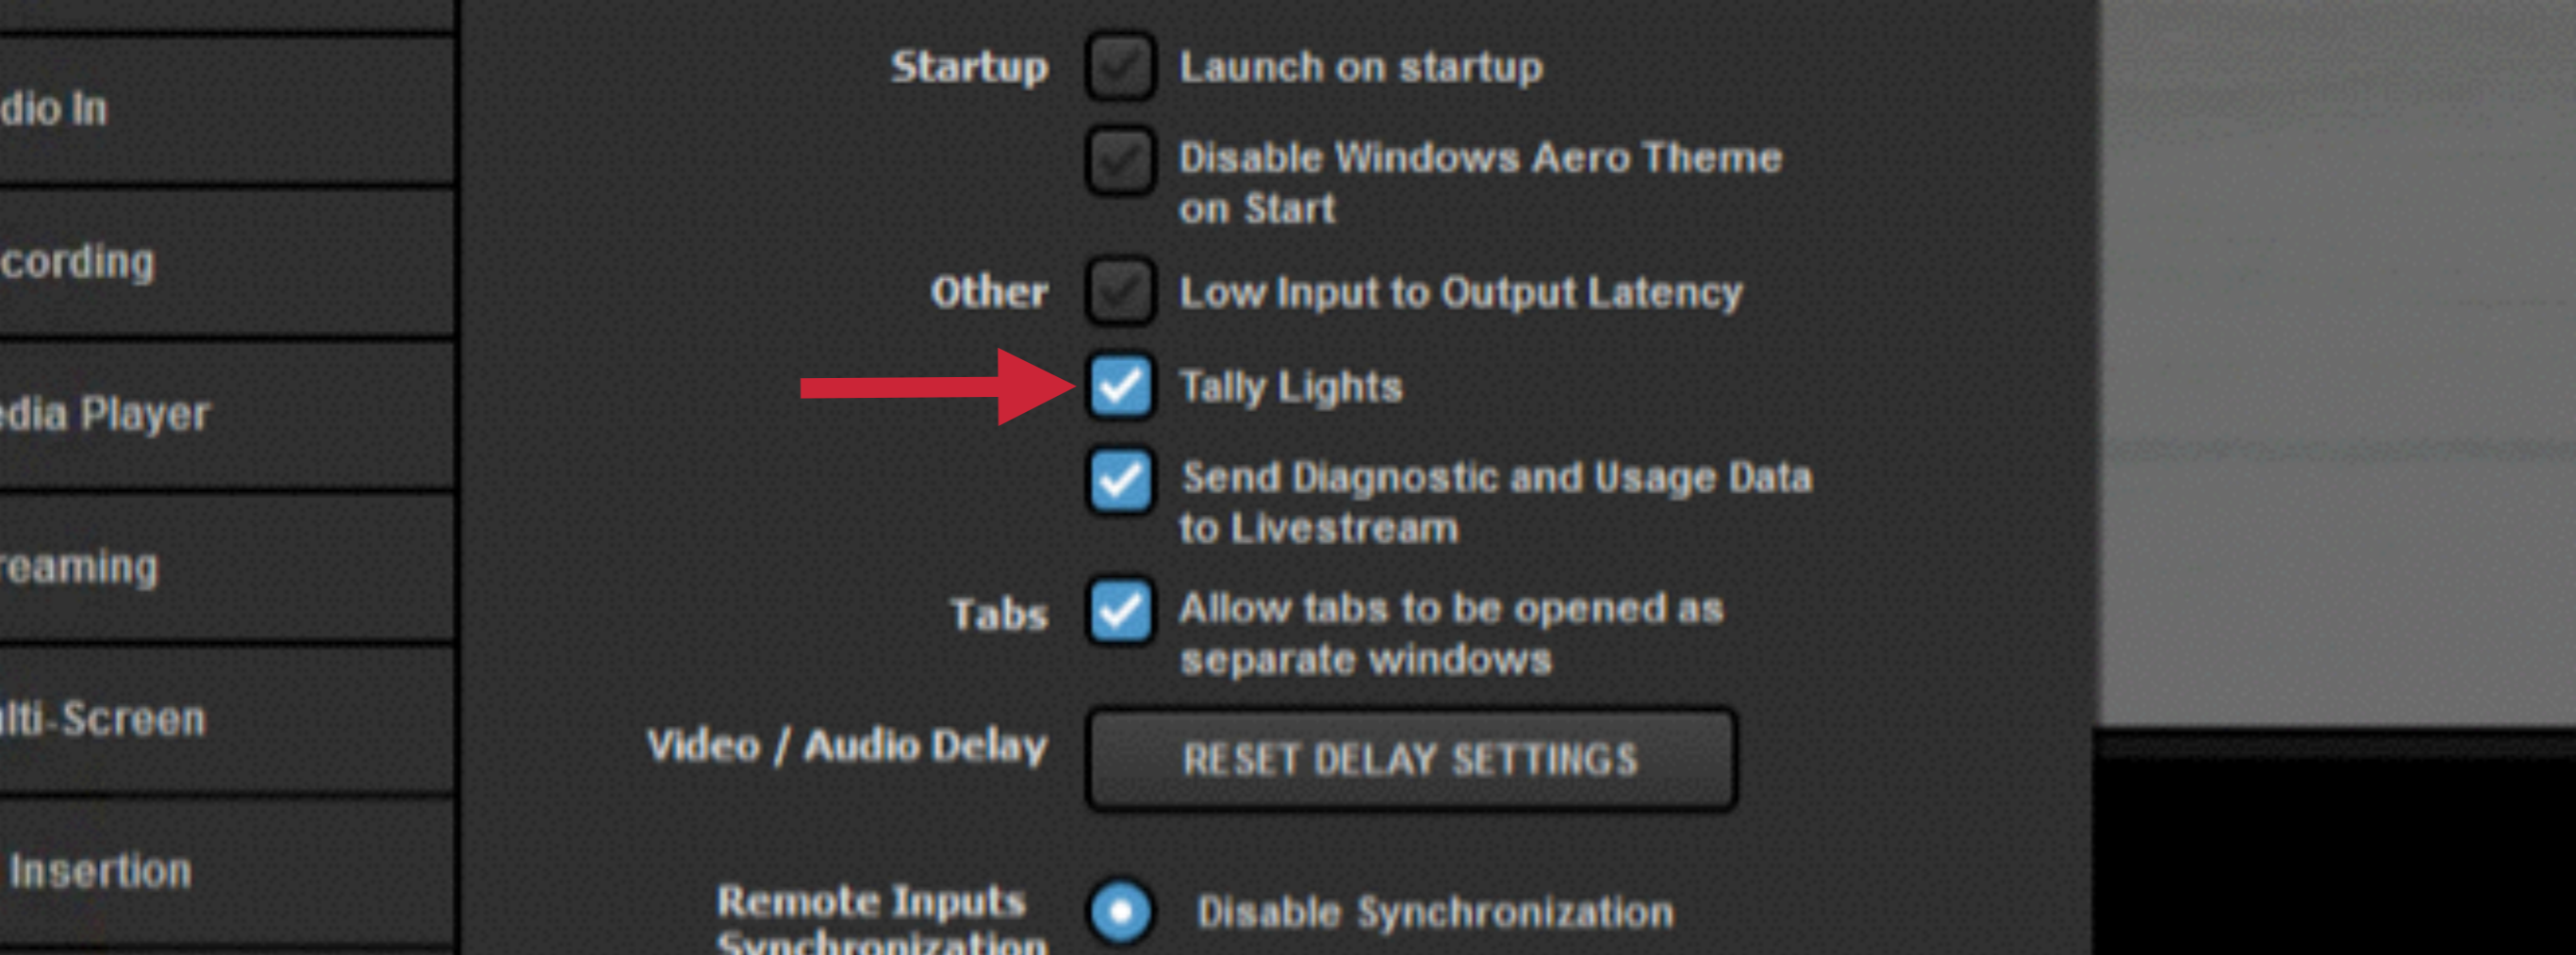 dio In
cording
edia Player
reaming
ulti-Screen
Insertion
Startup
Launch on startup
Disable Windows Aero Theme
on Start
Other
Low Input to Output Latency
Tally Lights
Send Diagnostic and Usage Data
to Livestream
Tabs
Allow tabs to be opened as
separate windows
Video / Audio Delay
RESET DELAY SETTINGS
Remote Inputs
Synchronization
Disable Synchronization